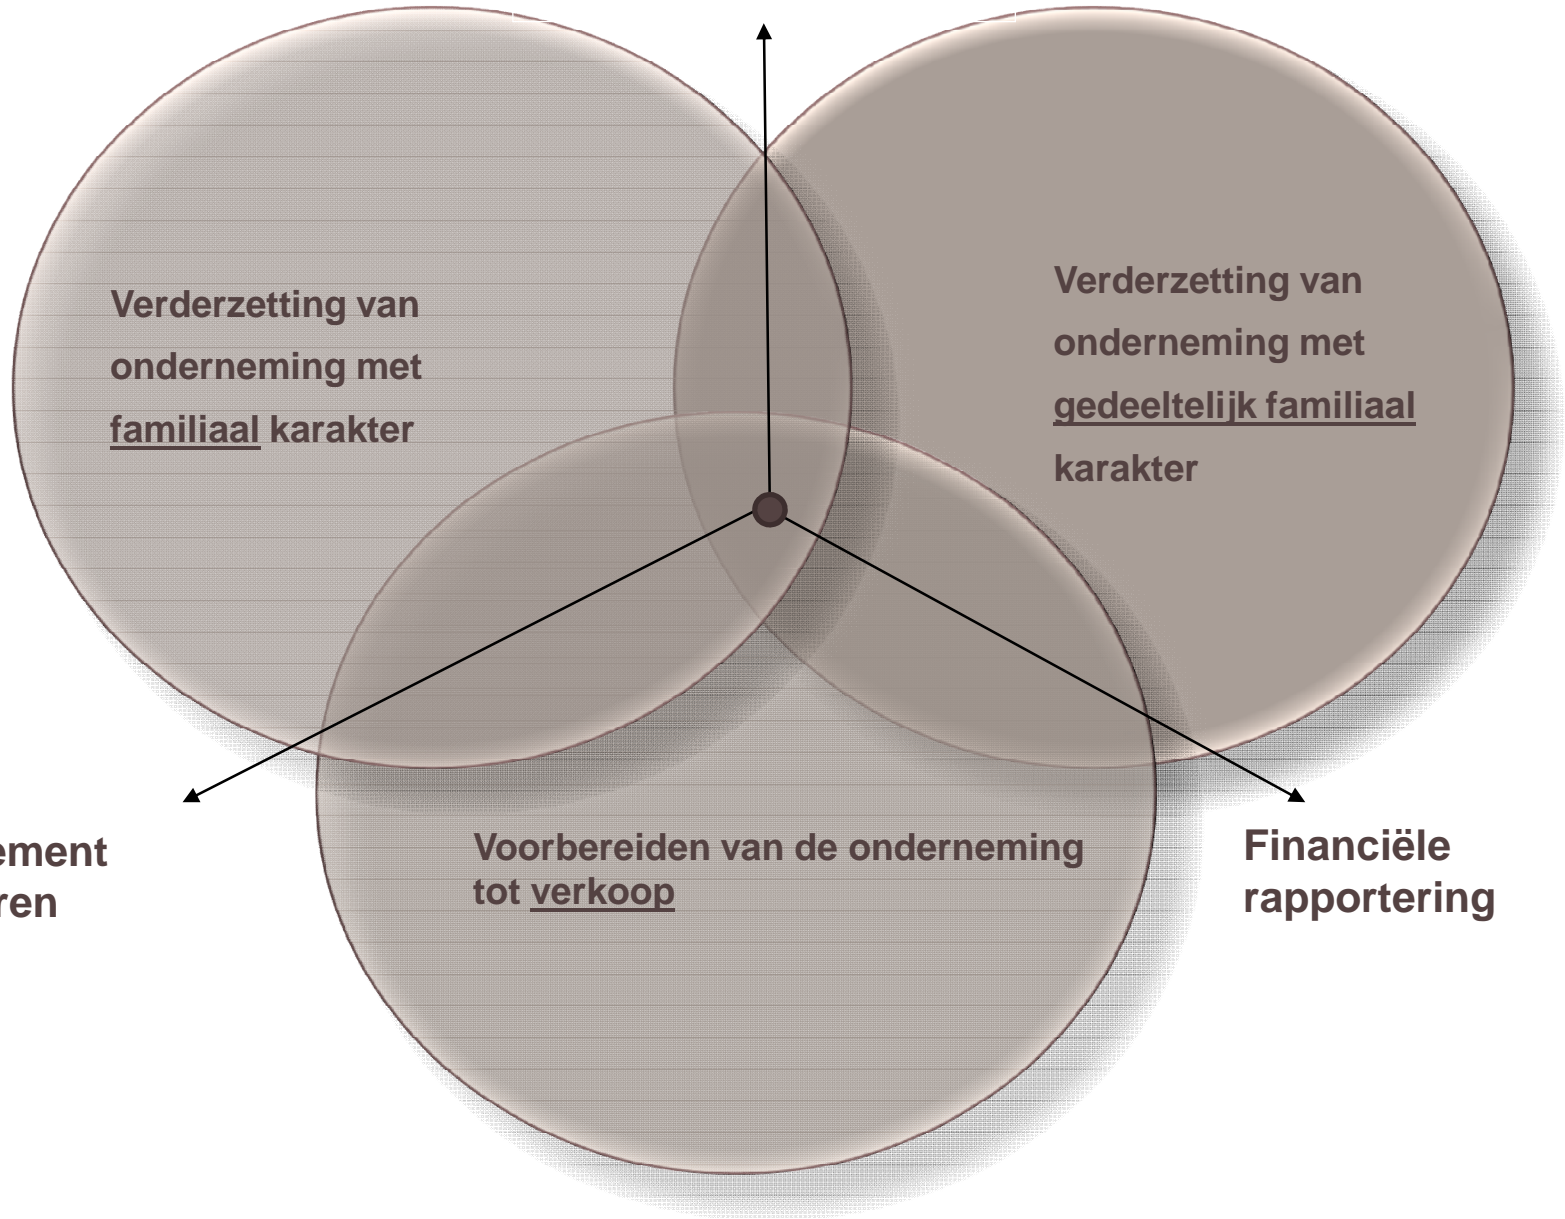 Verderzetting van
onderneming met
familiaal karakter
Verderzetting van
onderneming met
gedeeltelijk familiaal
karakter
Voorbereiden van de onderneming
tot verkoop
Financiële
rapportering